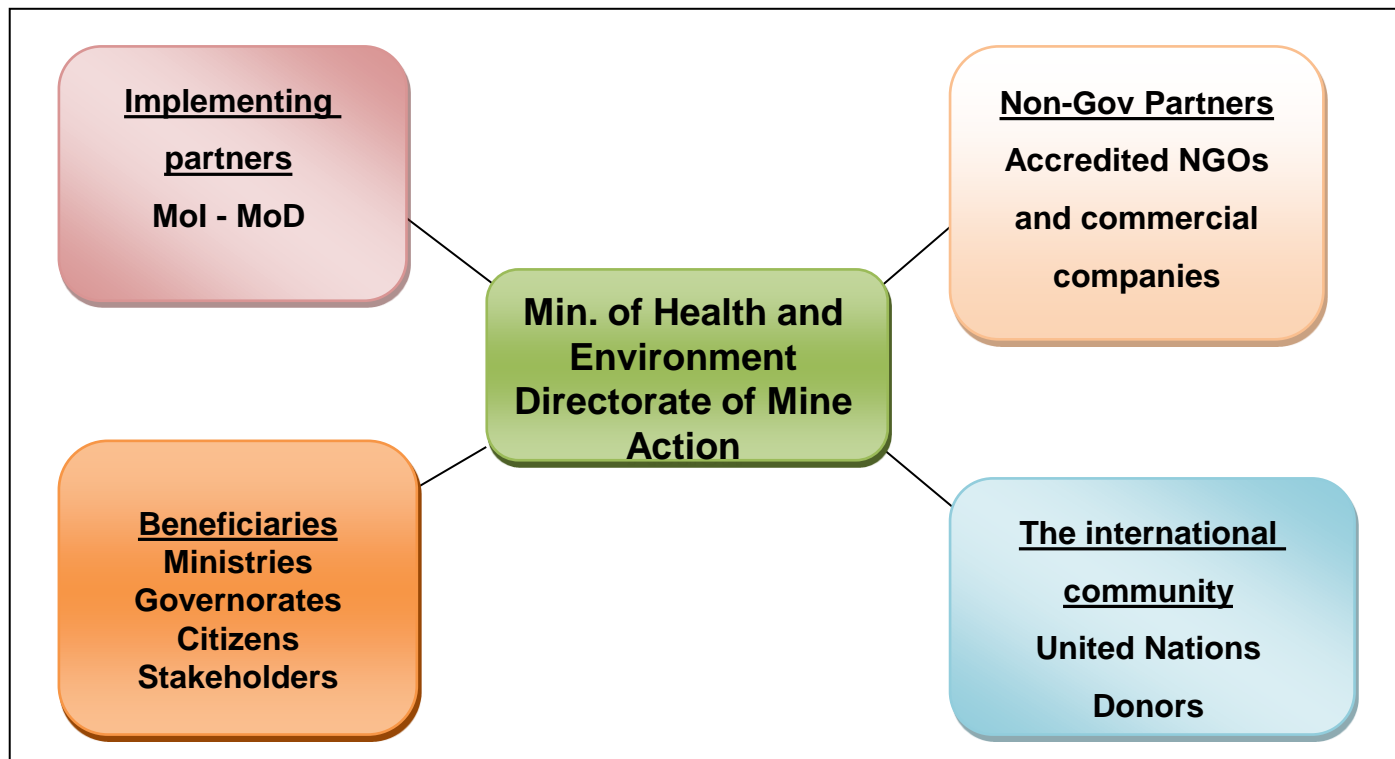 Implementing
partners
MoI - MoD
Non-Gov Partners
Accredited NGOs
and commercial
companies
Min. of Health and
Environment
Directorate of Mine
Action
Beneficiaries
Ministries
Governorates
Citizens
Stakeholders
The international
community
United Nations
Donors